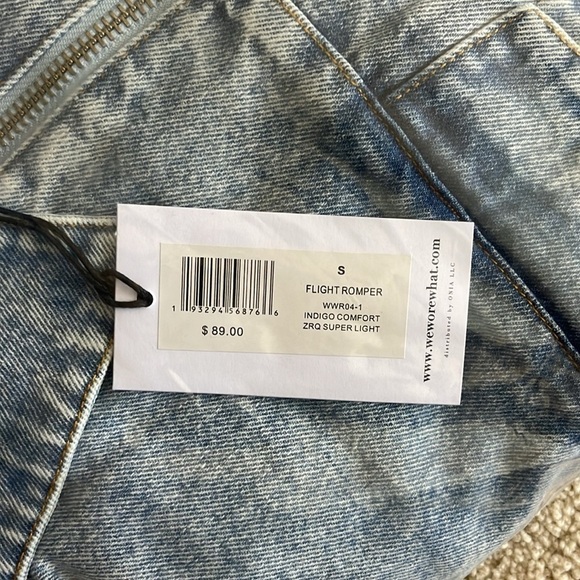 S
FLIGHT ROMPER
WWR04-1
INDIGO COMFORT
ZRQ SUPER LIGHT
1 93294 56876 6
$ 89.00
www.weworewhat.com
distributed by ONIA LLC